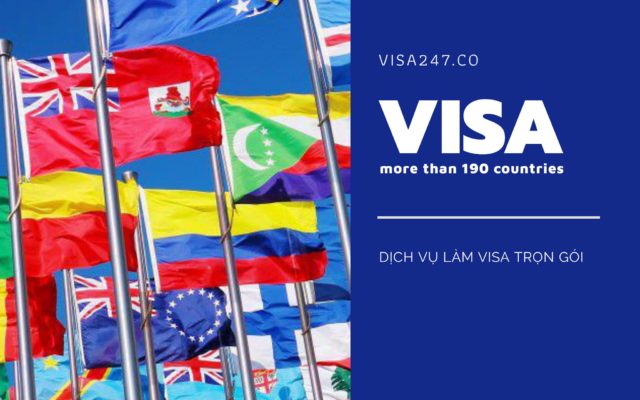 VISA247.CO
VISA
more than 190 countries
DỊCH VỤ LÀM VISA TRỌN GÓI